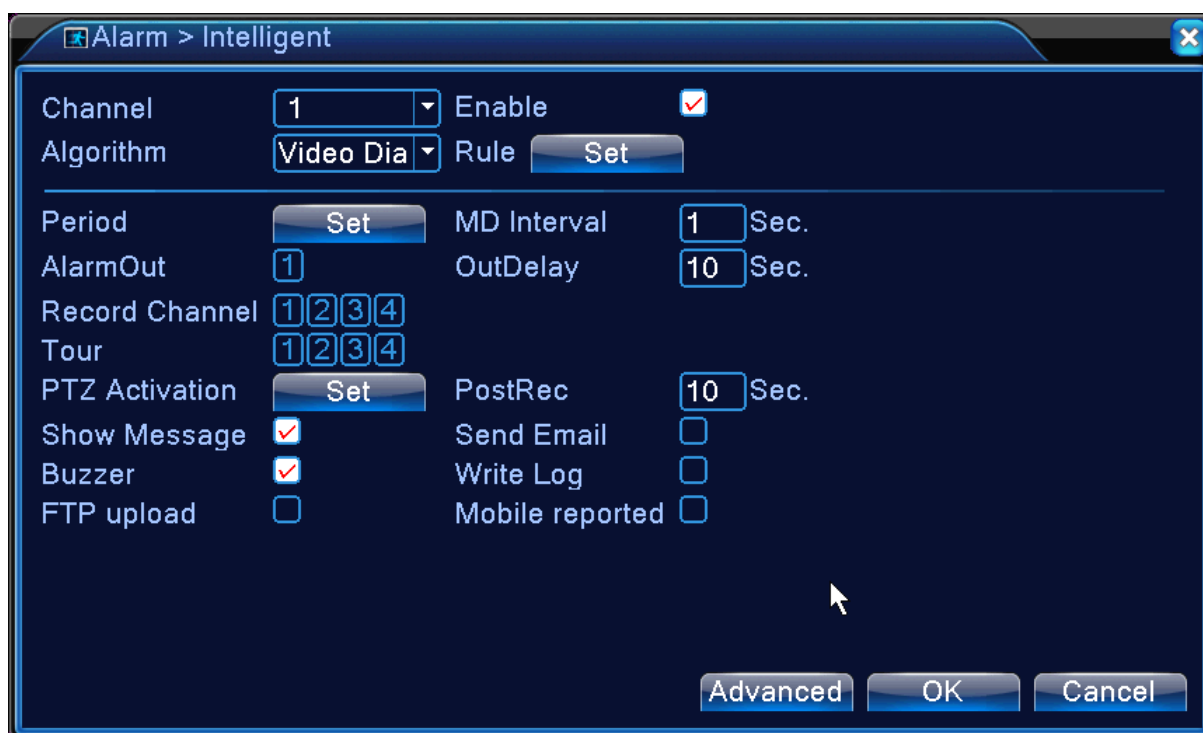 Alarm > Intelligent
Channel 1 Enable
Algorithm Video Dia Rule Set
Period Set MD Interval 1 Sec.
AlarmOut 1 OutDelay 10 Sec.
Record Channel 1 2 3 4
Tour 1 2 3 4
PTZ Activation Set PostRec 10 Sec.
Show Message Send Email
Buzzer Write Log
FTP upload Mobile reported
Advanced OK Cancel